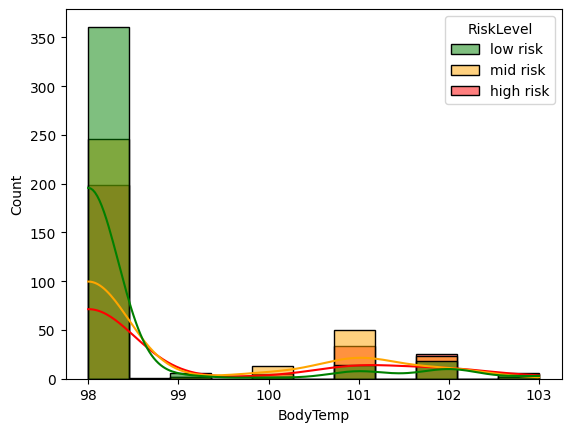 RiskLevel
low risk
mid risk
high risk
350
300
250
200
150
100
50
0
Count
98 99 100 101 102 103
BodyTemp